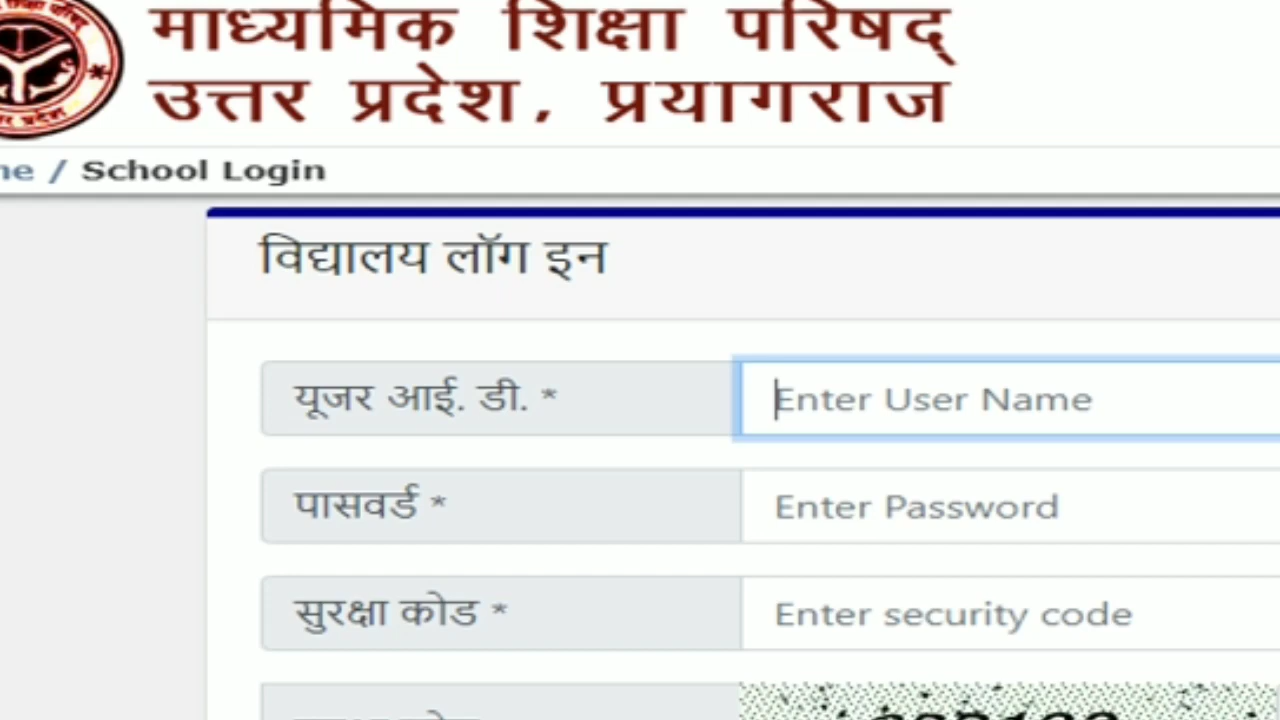 माध्यमिक शिक्षा परिषद्
उत्तर प्रदेश, प्रयागराज
/ School Login
विद्यालय लॉग इन
यूजर आई. डी. * Enter User Name
पासवर्ड * Enter Password
सुरक्षा कोड * Enter security code